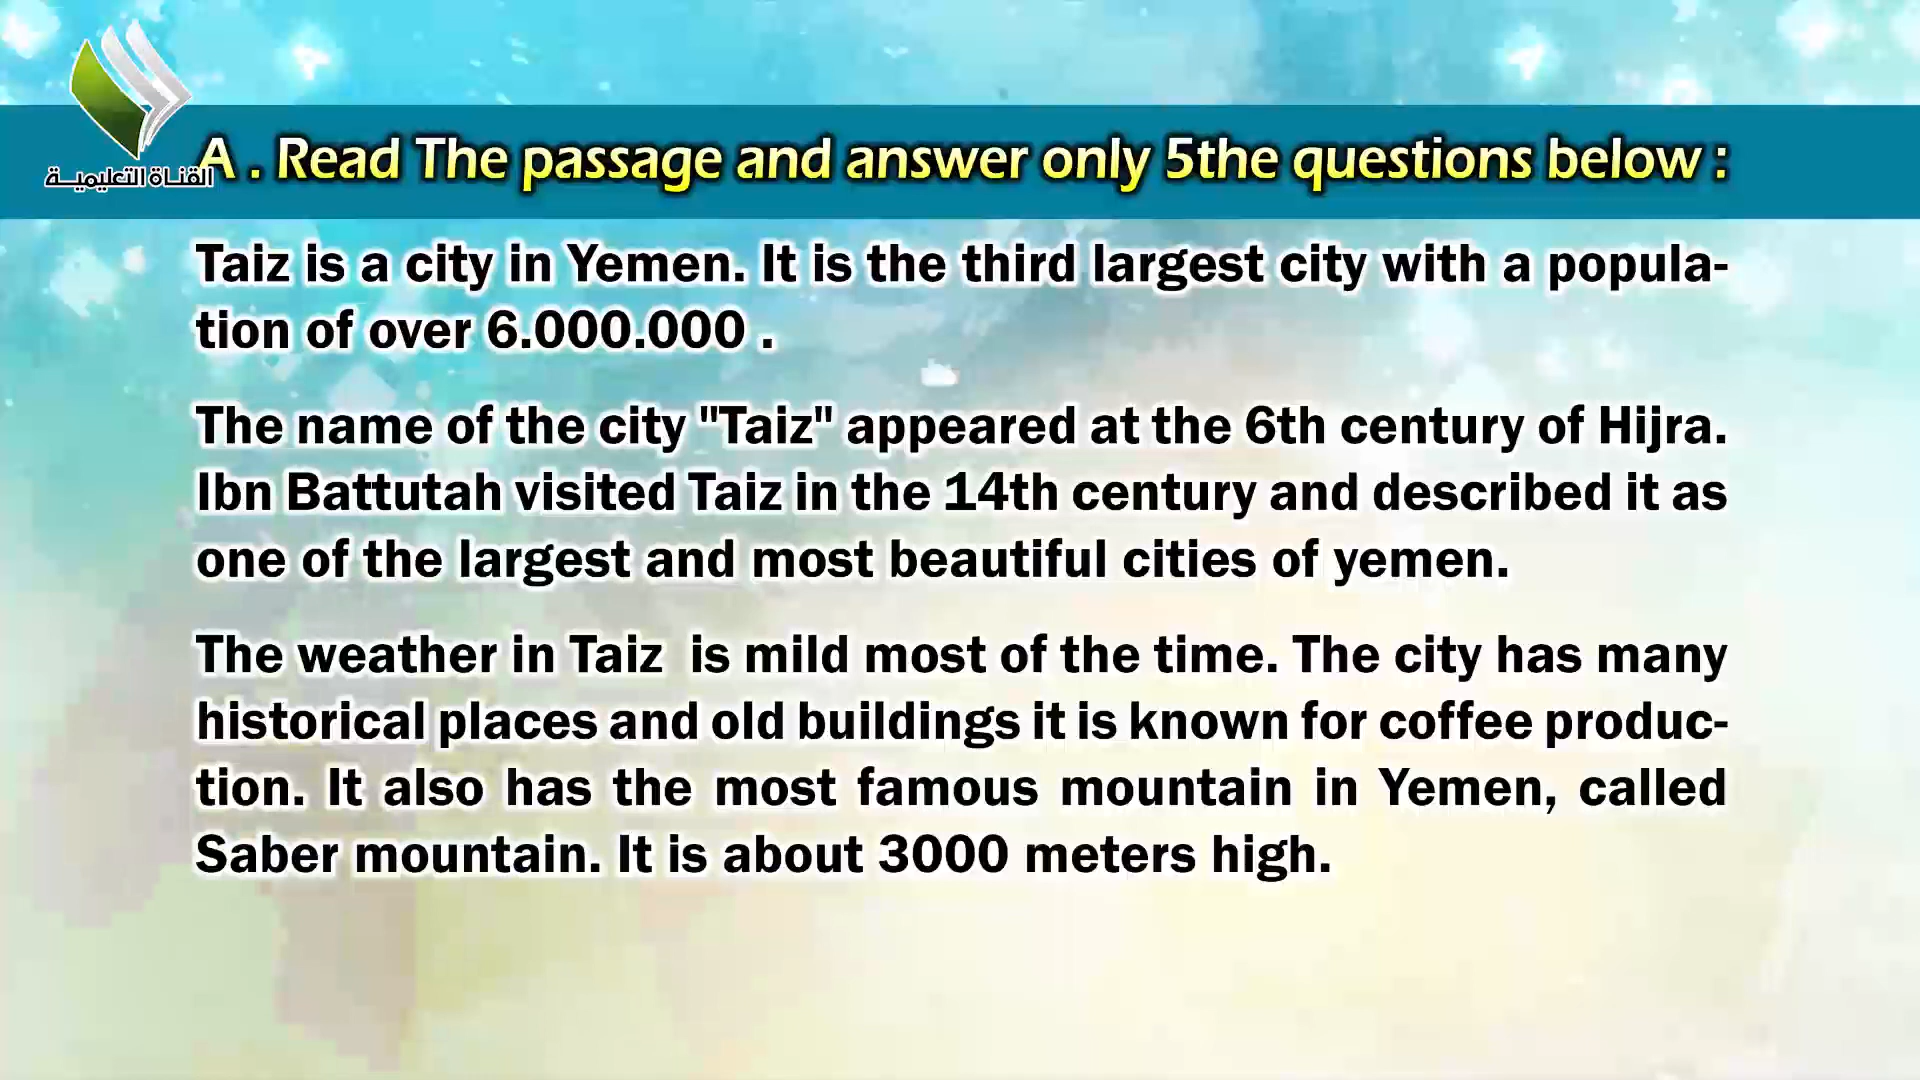 القناة التعليمية
A . Read The passage and answer only 5the questions below :
Taiz is a city in Yemen. It is the third largest city with a popula-
tion of over 6.000.000 .
The name of the city "Taiz" appeared at the 6th century of Hijra.
Ibn Battutah visited Taiz in the 14th century and described it as
one of the largest and most beautiful cities of yemen.
The weather in Taiz is mild most of the time. The city has many
historical places and old buildings it is known for coffee produc-
tion. It also has the most famous mountain in Yemen, called
Saber mountain. It is about 3000 meters high.